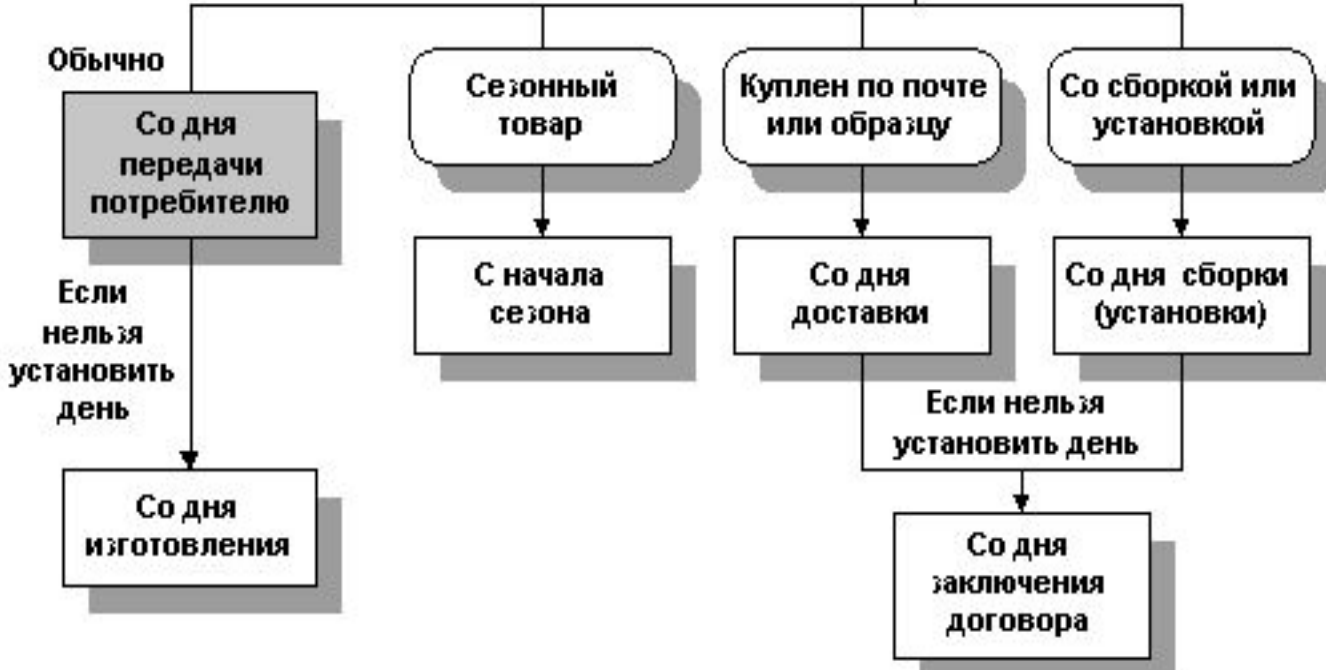 Обычно
Со дня
передачи
потребителю
Если
нельзя
установить
день
Со дня
изготовления
Сезонный
товар
С начала
сезона
Куплен по почте
или образцу
Со дня
доставки
Со сборкой или
установкой
Со дня сборки
(установки)
Если нельзя
установить день
Со дня
заключения
договора